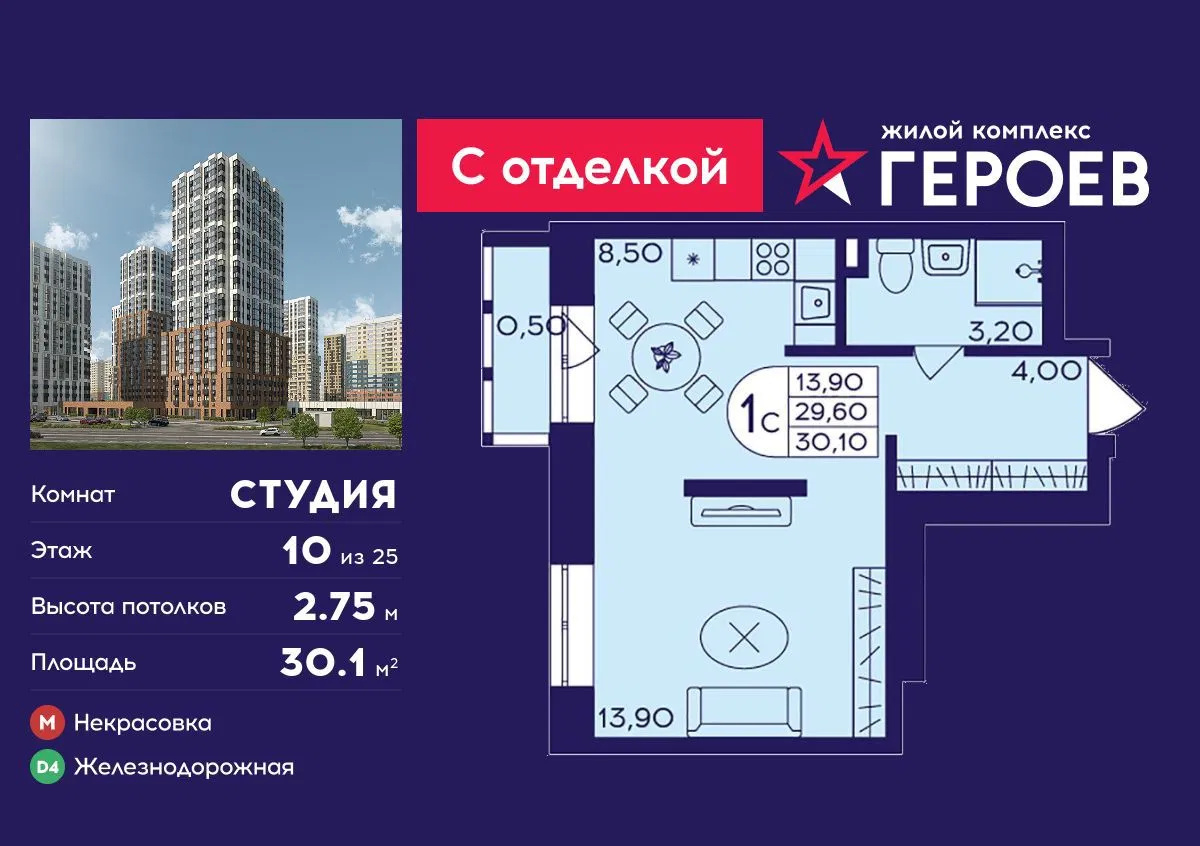 С отделкой
ЖИЛОЙ КОМПЛЕКС
ГЕРОЕВ
8,50
0,50
3,20
4,00
1с
13,90
29,60
30,10
13,90
Комнат СТУДИЯ
Этаж 10 из 25
Высота потолков 2.75 м
Площадь 30.1 м²
М Некрасовка
D4 Железнодорожная